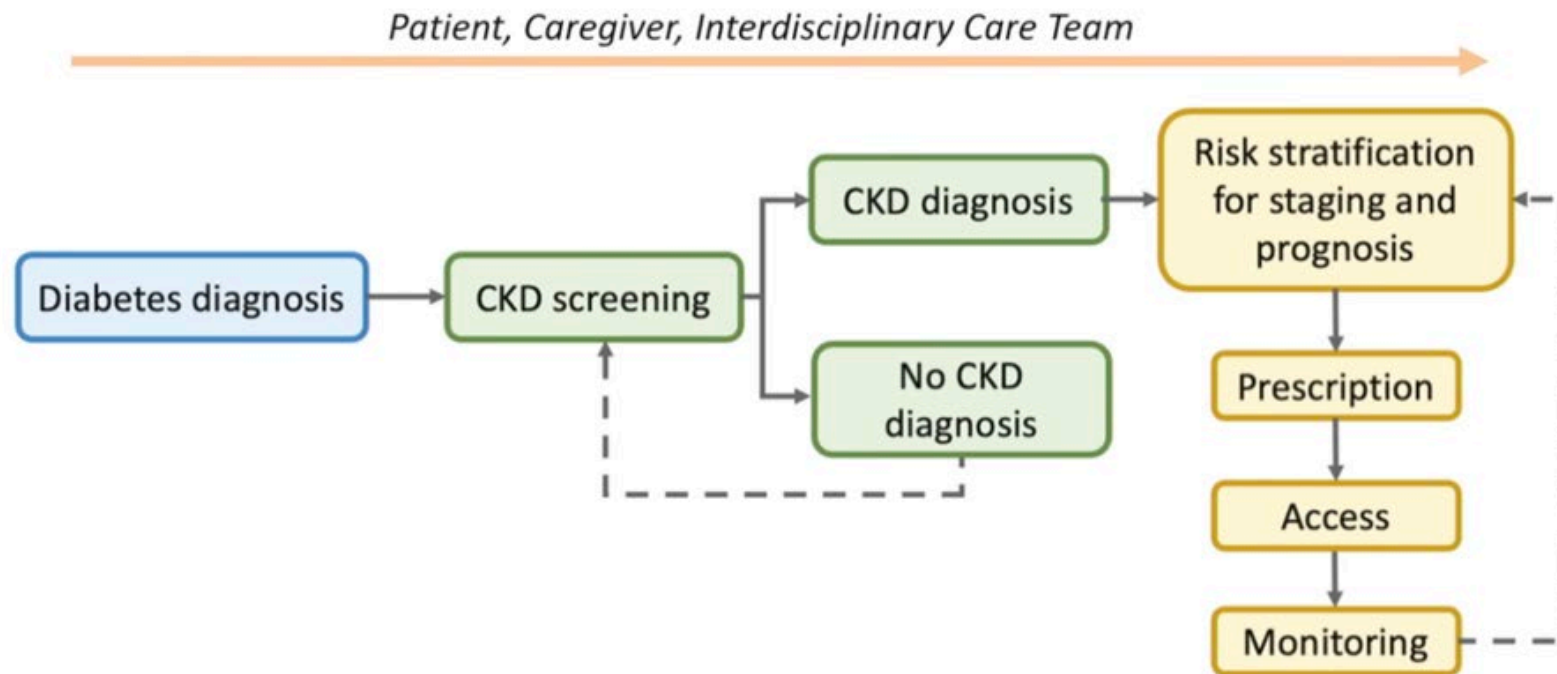 Patient, Caregiver, Interdisciplinary Care Team
Diabetes diagnosis
CKD screening
CKD diagnosis
No CKD
diagnosis
Risk stratification
for staging and
prognosis
Prescription
Access
Monitoring